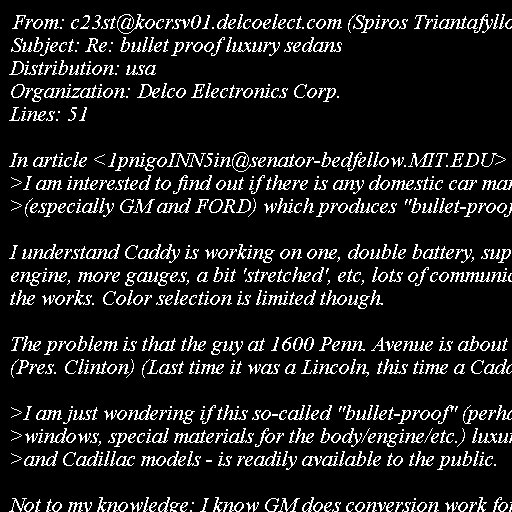 From: c23st@kocrsv01.delcoelect.com (Spiros Triantafyllo
Subject: Re: bullet proof luxury sedans
Distribution: usa
Organization: Delco Electronics Corp.
Lines: 51
In article <1pnigoINN5in@senator-bedfellow.MIT.EDU>
>I am interested to find out if there is any domestic car man
>(especially GM and FORD) which produces "bullet-proof
I understand Caddy is working on one, double battery, sup
engine, more gauges, a bit 'stretched', etc, lots of communic
the works. Color selection is limited though.
The problem is that the guy at 1600 Penn. Avenue is about
(Pres. Clinton) (Last time it was a Lincoln, this time a Cadd
>I am just wondering if this so-called "bullet-proof" (perha
>windows, special materials for the body/engine/etc.) luxur
>and Cadillac models - is readily available to the public.
Not to my knowledge; I know GM does conversion work for